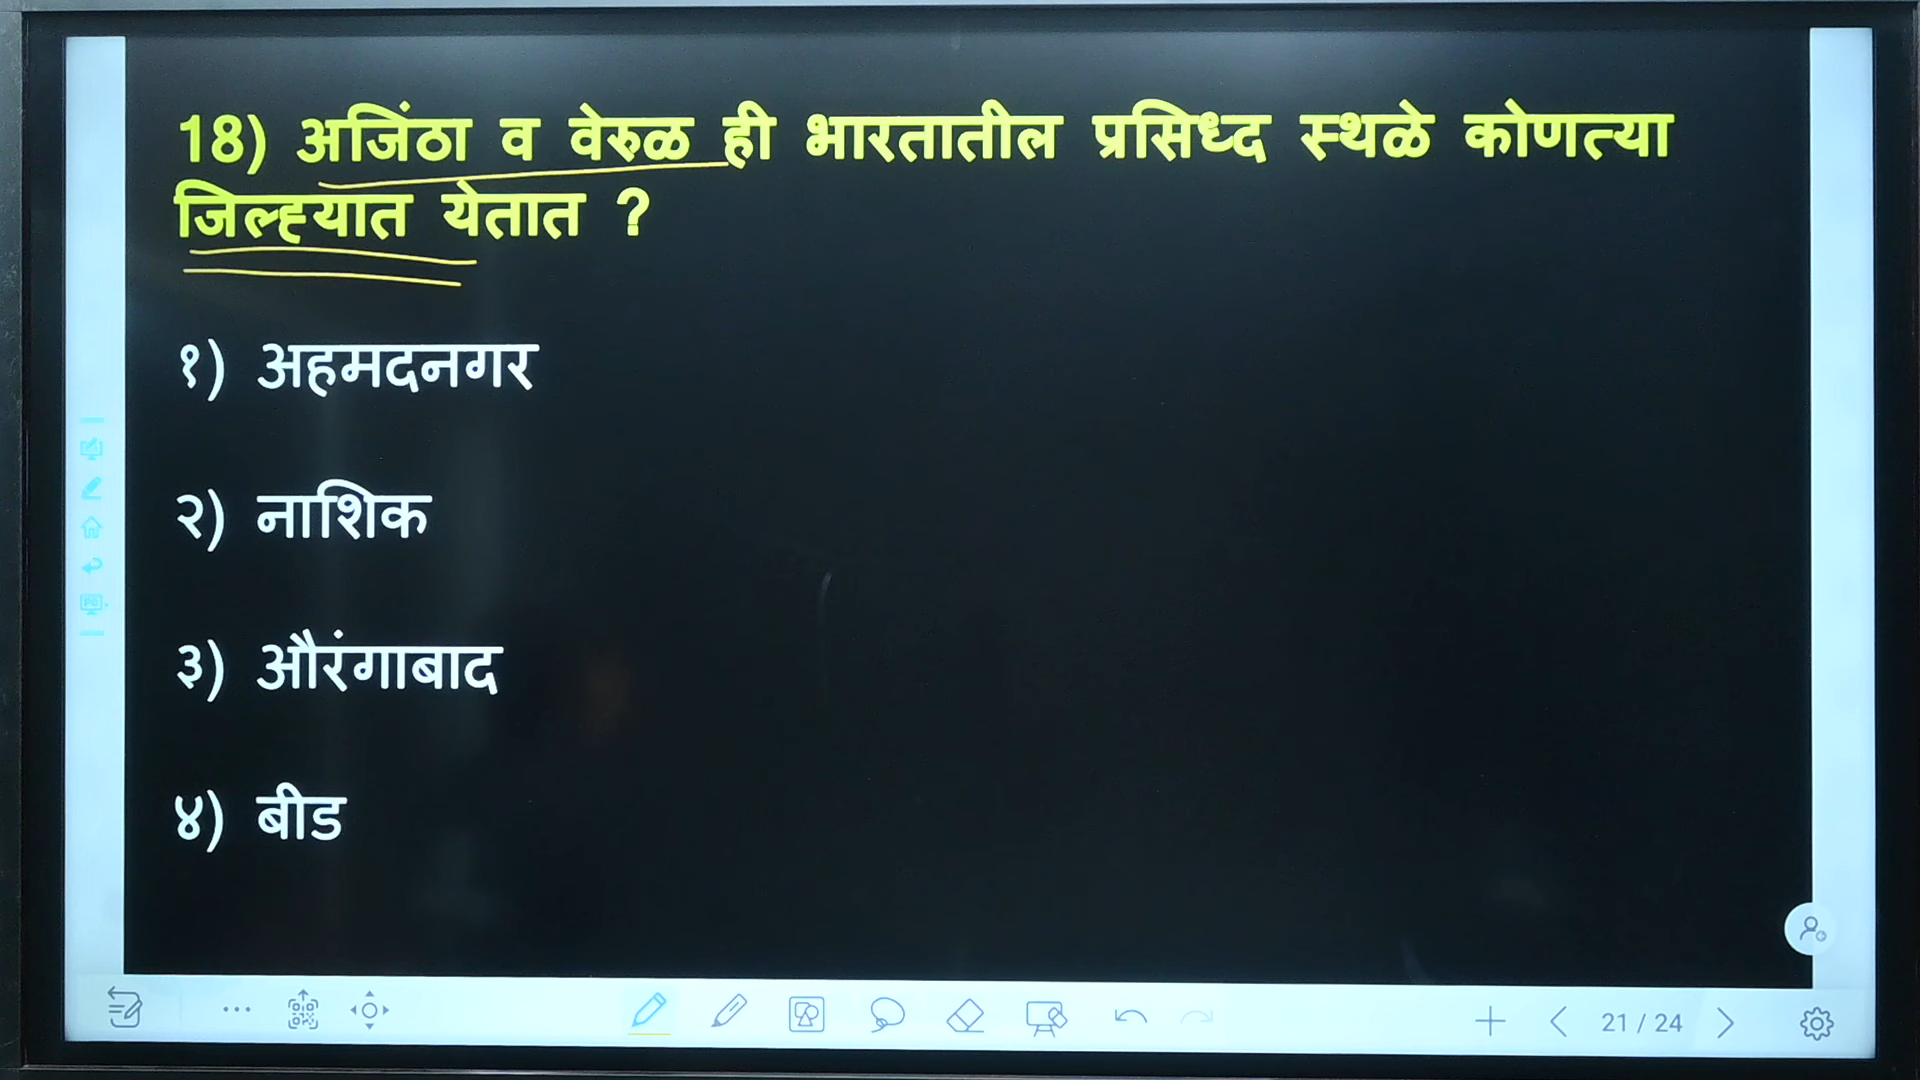 18) अजिंठा व वेरुळ ही भारतातील प्रसिध्द स्थळे कोणत्या
जिल्ह्यात येतात ?
१) अहमदनगर
२) नाशिक
३) औरंगाबाद
४) बीड
21 / 24